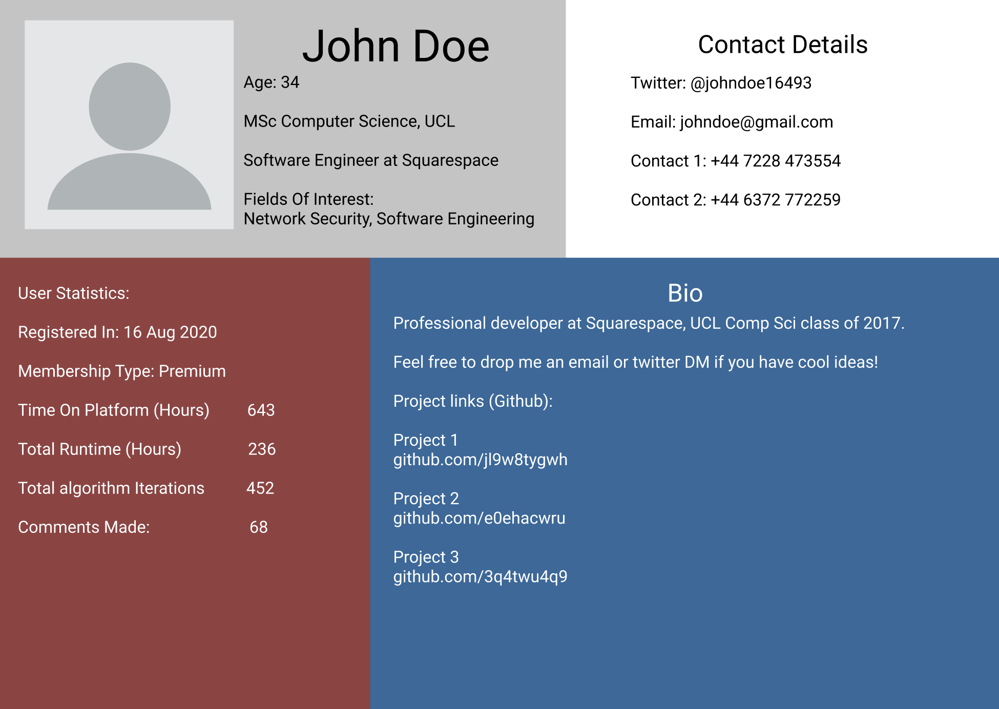 John Doe
Age: 34
MSc Computer Science, UCL
Software Engineer at Squarespace
Fields Of Interest:
Network Security, Software Engineering
Contact Details
Twitter: @johndoe16493
Email: johndoe@gmail.com
Contact 1: +44 7228 473554
Contact 2: +44 6372 772259
User Statistics:
Registered In: 16 Aug 2020
Membership Type: Premium
Time On Platform (Hours) 643
Total Runtime (Hours) 236
Total algorithm Iterations 452
Comments Made: 68
Bio
Professional developer at Squarespace, UCL Comp Sci class of 2017.
Feel free to drop me an email or twitter DM if you have cool ideas!
Project links (Github):
Project 1
github.com/jl9w8tygwh
Project 2
github.com/e0ehacwru
Project 3
github.com/3q4twu4q9